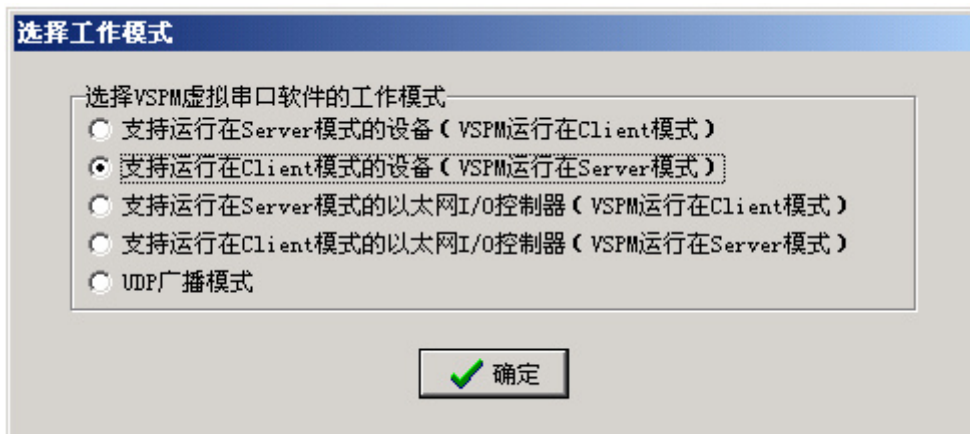 选择工作模式
选择VSPM虚拟串口软件的工作模式
支持运行在Server模式的设备（VSPM运行在Client模式）
支持运行在Client模式的设备（VSPM运行在Server模式）
支持运行在Server模式的以太网I/O控制器（VSPM运行在Client模式）
支持运行在Client模式的以太网I/O控制器（VSPM运行在Server模式）
UDP广播模式
确定